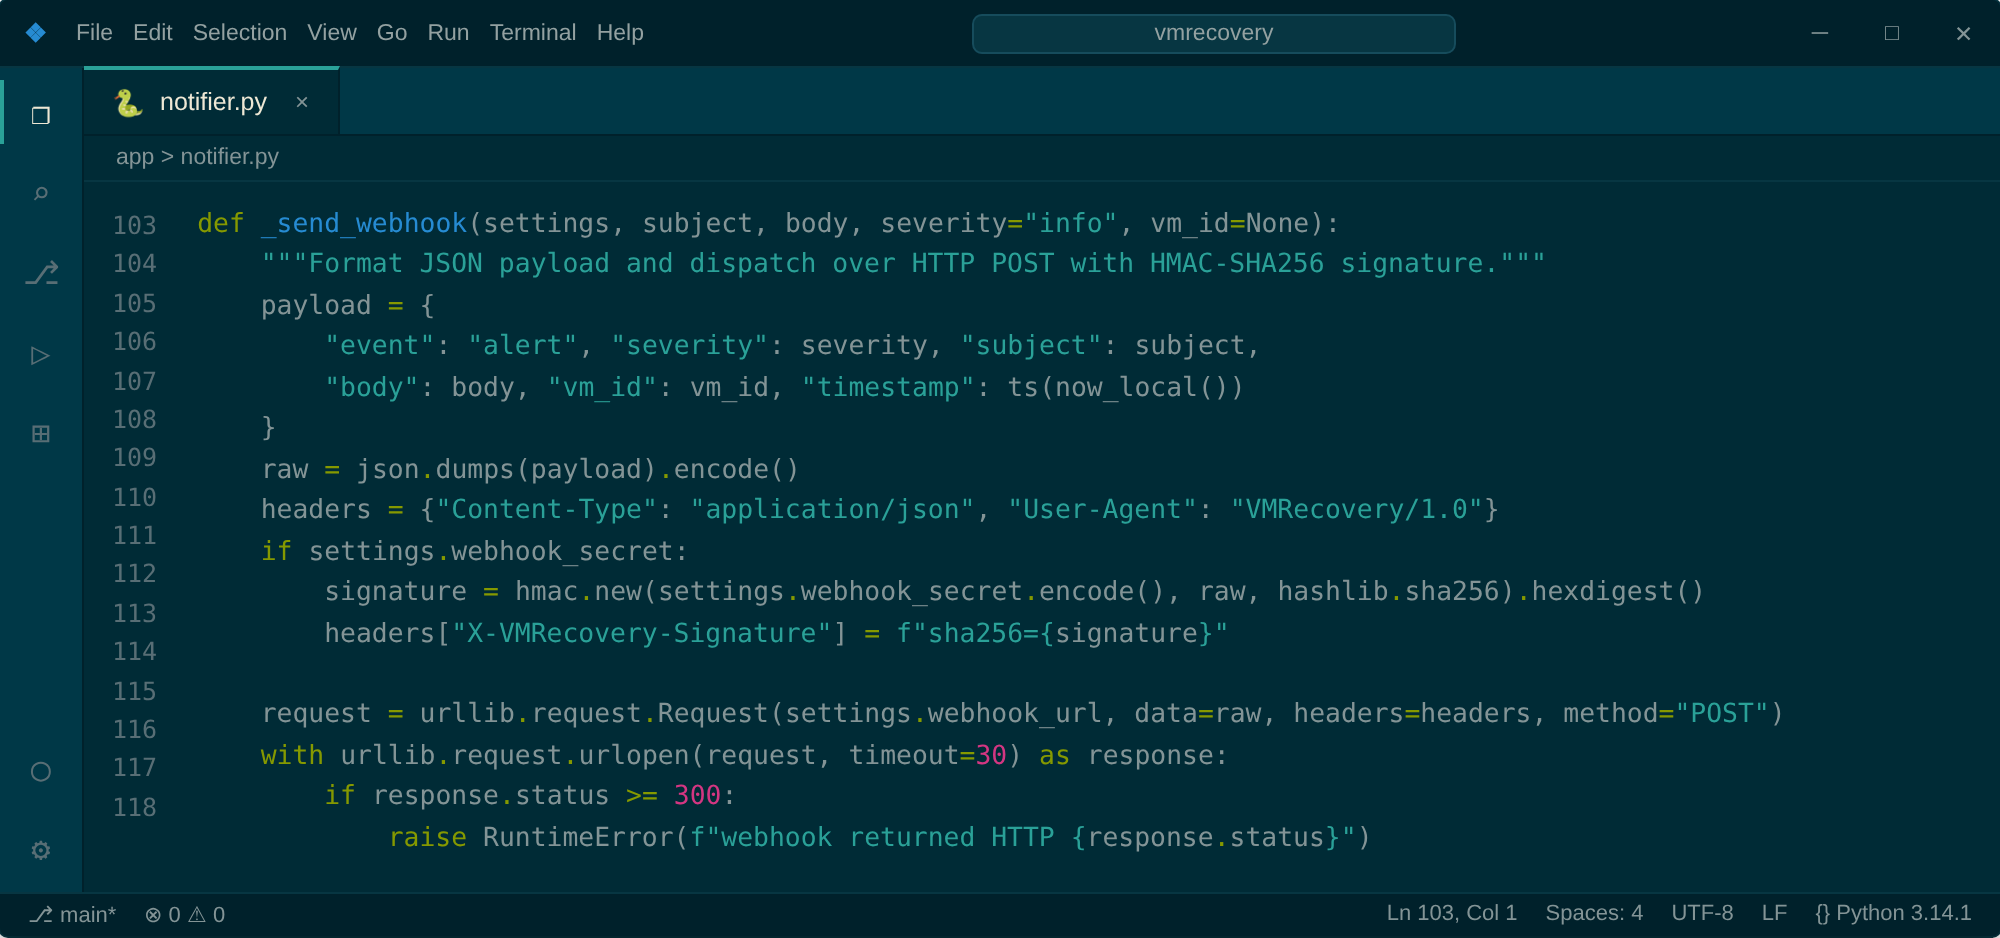 File Edit Selection View Go Run Terminal Help
vmrecovery
notifier.py ×
app > notifier.py
103 def _send_webhook(settings, subject, body, severity="info", vm_id=None):
104     """Format JSON payload and dispatch over HTTP POST with HMAC-SHA256 signature."""
105     payload = {
106         "event": "alert", "severity": severity, "subject": subject,
107         "body": body, "vm_id": vm_id, "timestamp": ts(now_local())
108     }
109     raw = json.dumps(payload).encode()
110     headers = {"Content-Type": "application/json", "User-Agent": "VMRecovery/1.0"}
111     if settings.webhook_secret:
112         signature = hmac.new(settings.webhook_secret.encode(), raw, hashlib.sha256).hexdigest()
113         headers["X-VMRecovery-Signature"] = f"sha256={signature}"
114
115     request = urllib.request.Request(settings.webhook_url, data=raw, headers=headers, method="POST")
116     with urllib.request.urlopen(request, timeout=30) as response:
117         if response.status >= 300:
118             raise RuntimeError(f"webhook returned HTTP {response.status}")
main* ⊗ 0 ⚠ 0 Ln 103, Col 1 Spaces: 4 UTF-8 LF {} Python 3.14.1